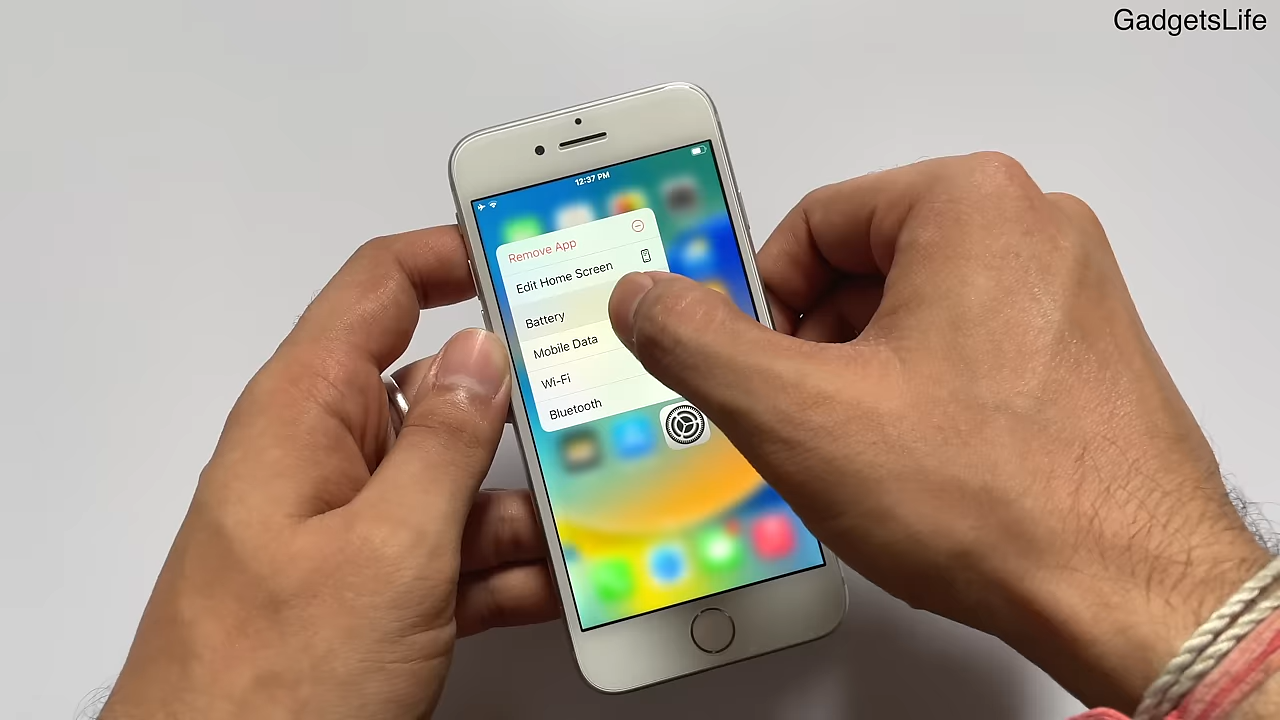 GadgetsLife
12:37 PM
Remove App
Edit Home Screen
Battery
Mobile Data
Wi-Fi
Bluetooth